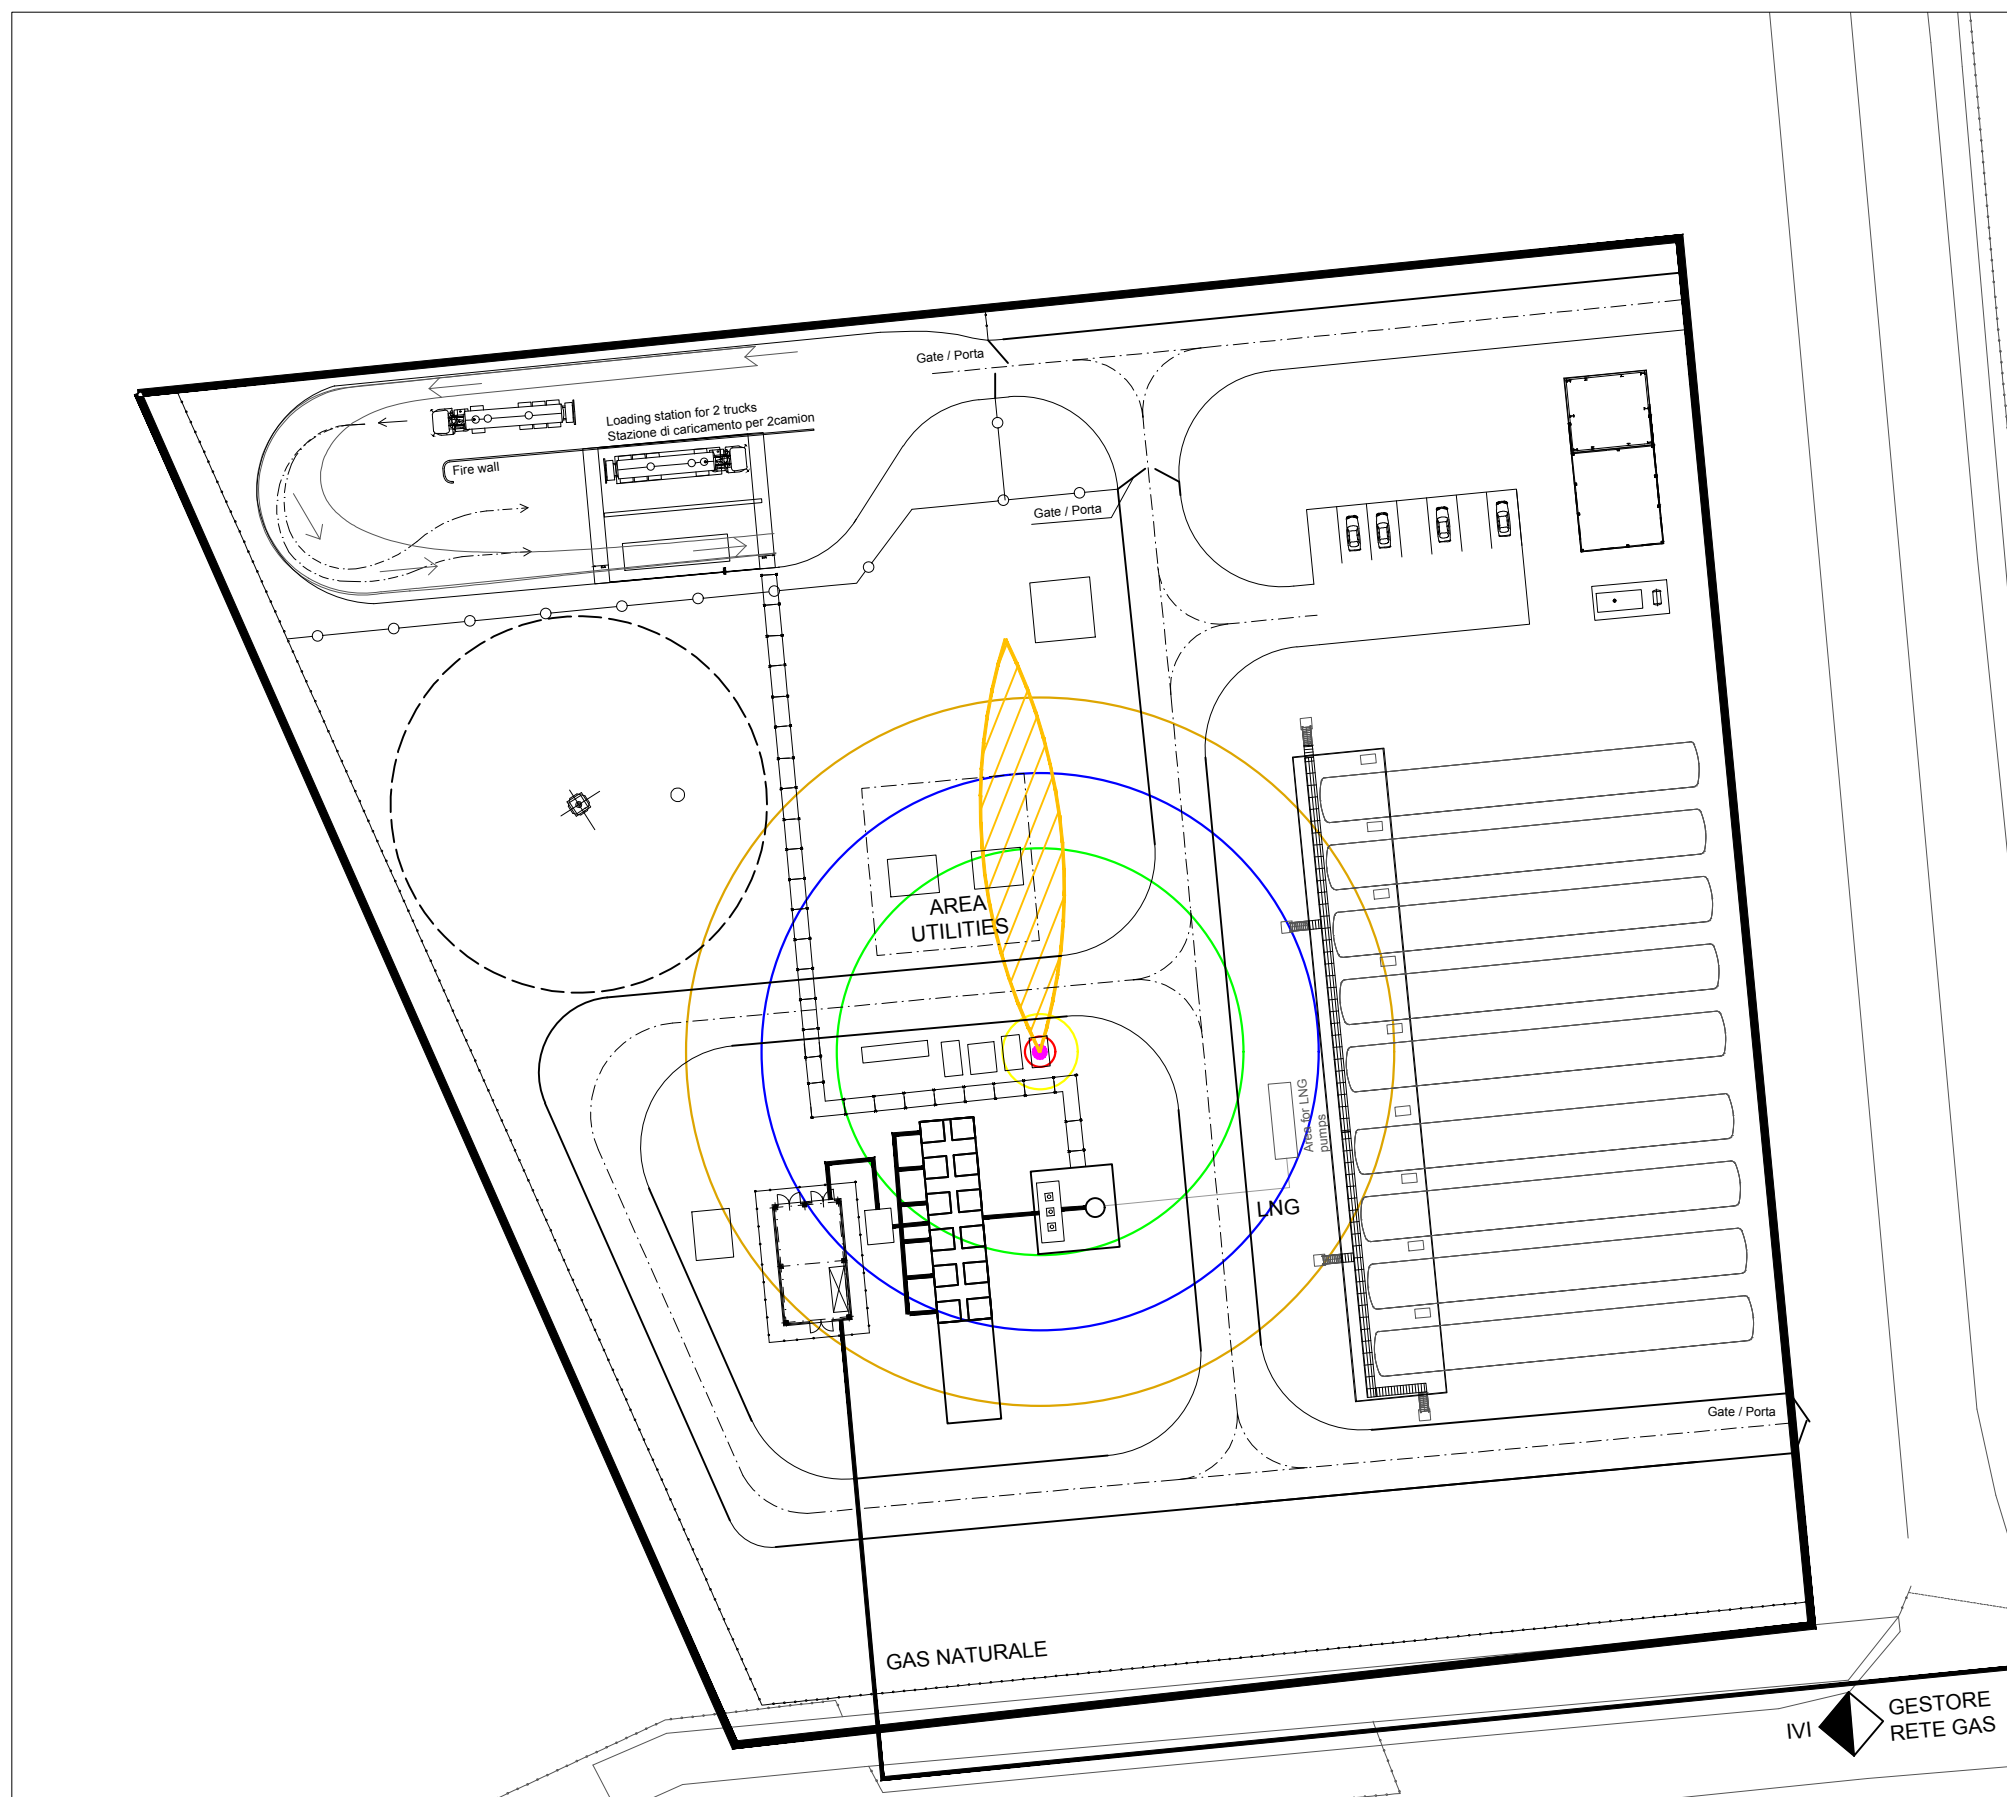 Gate / Porta
Loading station for 2 trucks
Stazione di caricamento per 2camion
Fire wall
Gate / Porta
AREA
UTILITIES
Area for LNG
pumps
LNG
Gate / Porta
GAS NATURALE
IVI
GESTORE
RETE GAS